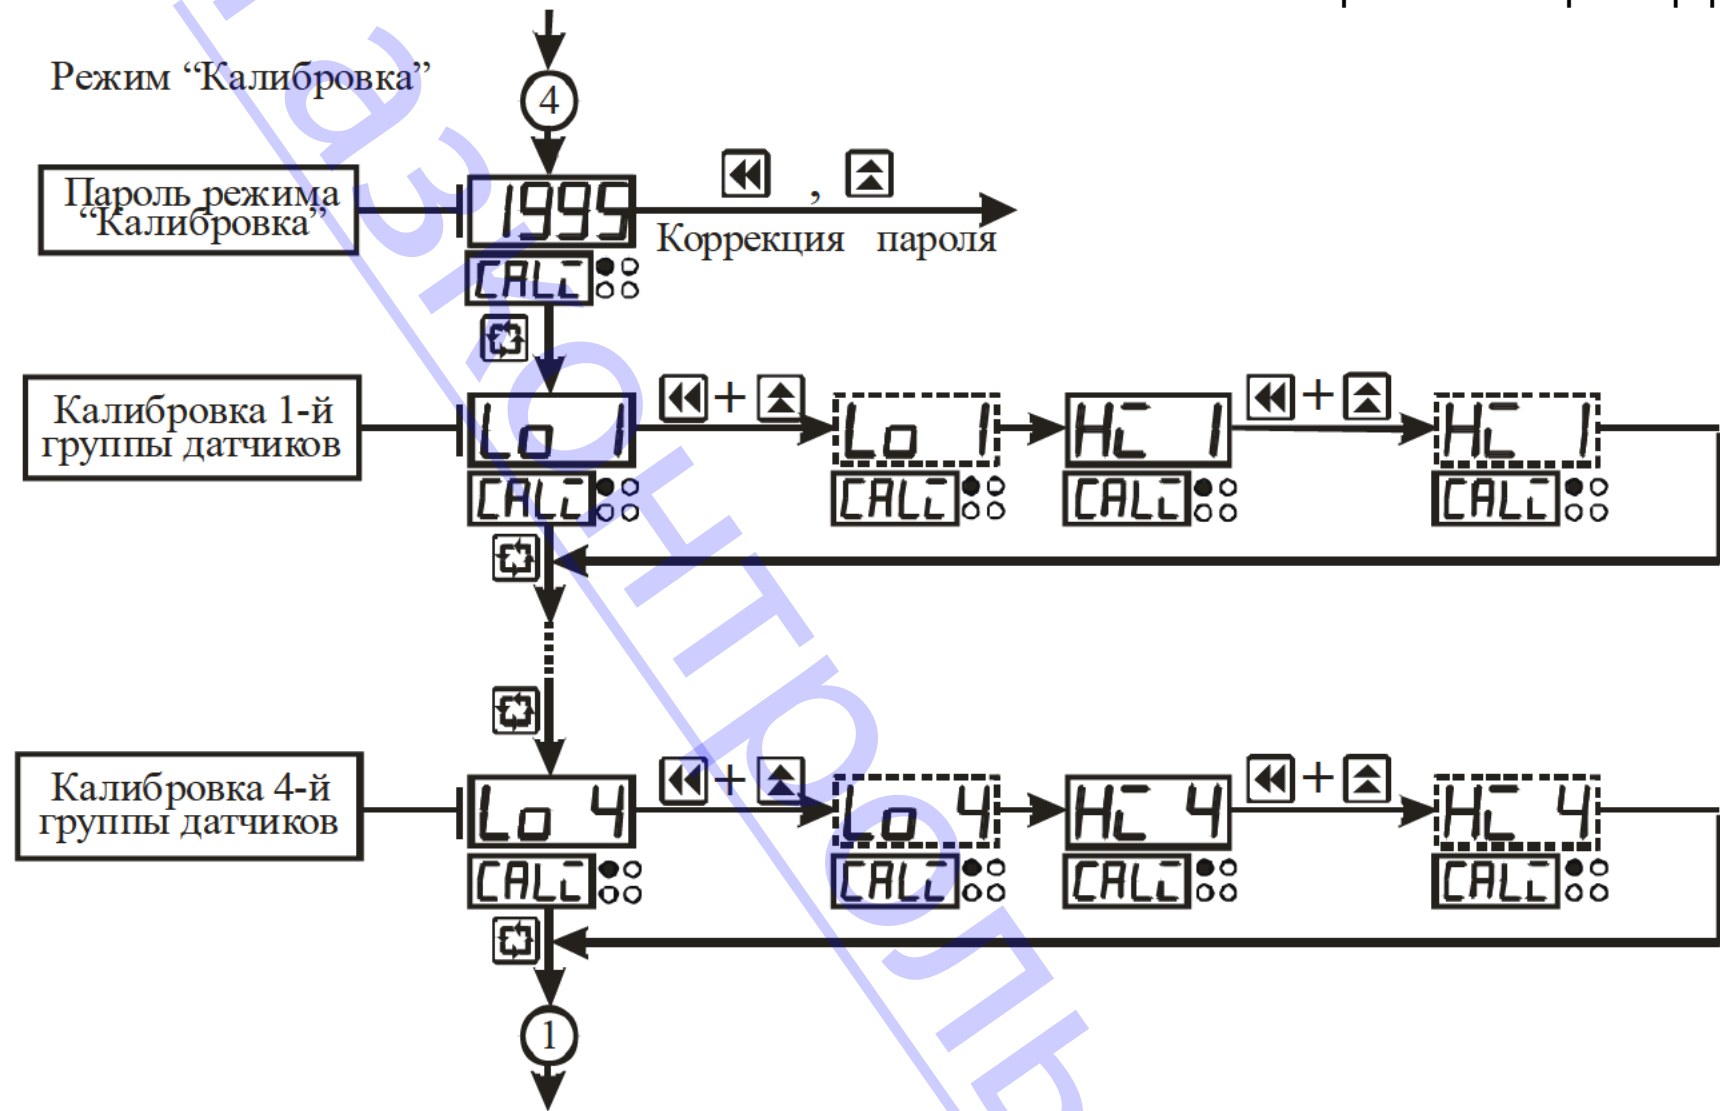 Режим “Калибровка”
4
Пароль режима
“Калибровка”
1995
,
Коррекция пароля
CALi
Калибровка 1-й
группы датчиков
Lo 1
+
Lo 1
Hi 1
+
Hi 1
CALi
CALi
CALi
CALi
Калибровка 4-й
группы датчиков
Lo 4
+
Lo 4
Hi 4
+
Hi 4
CALi
CALi
CALi
CALi
1
азконтроль